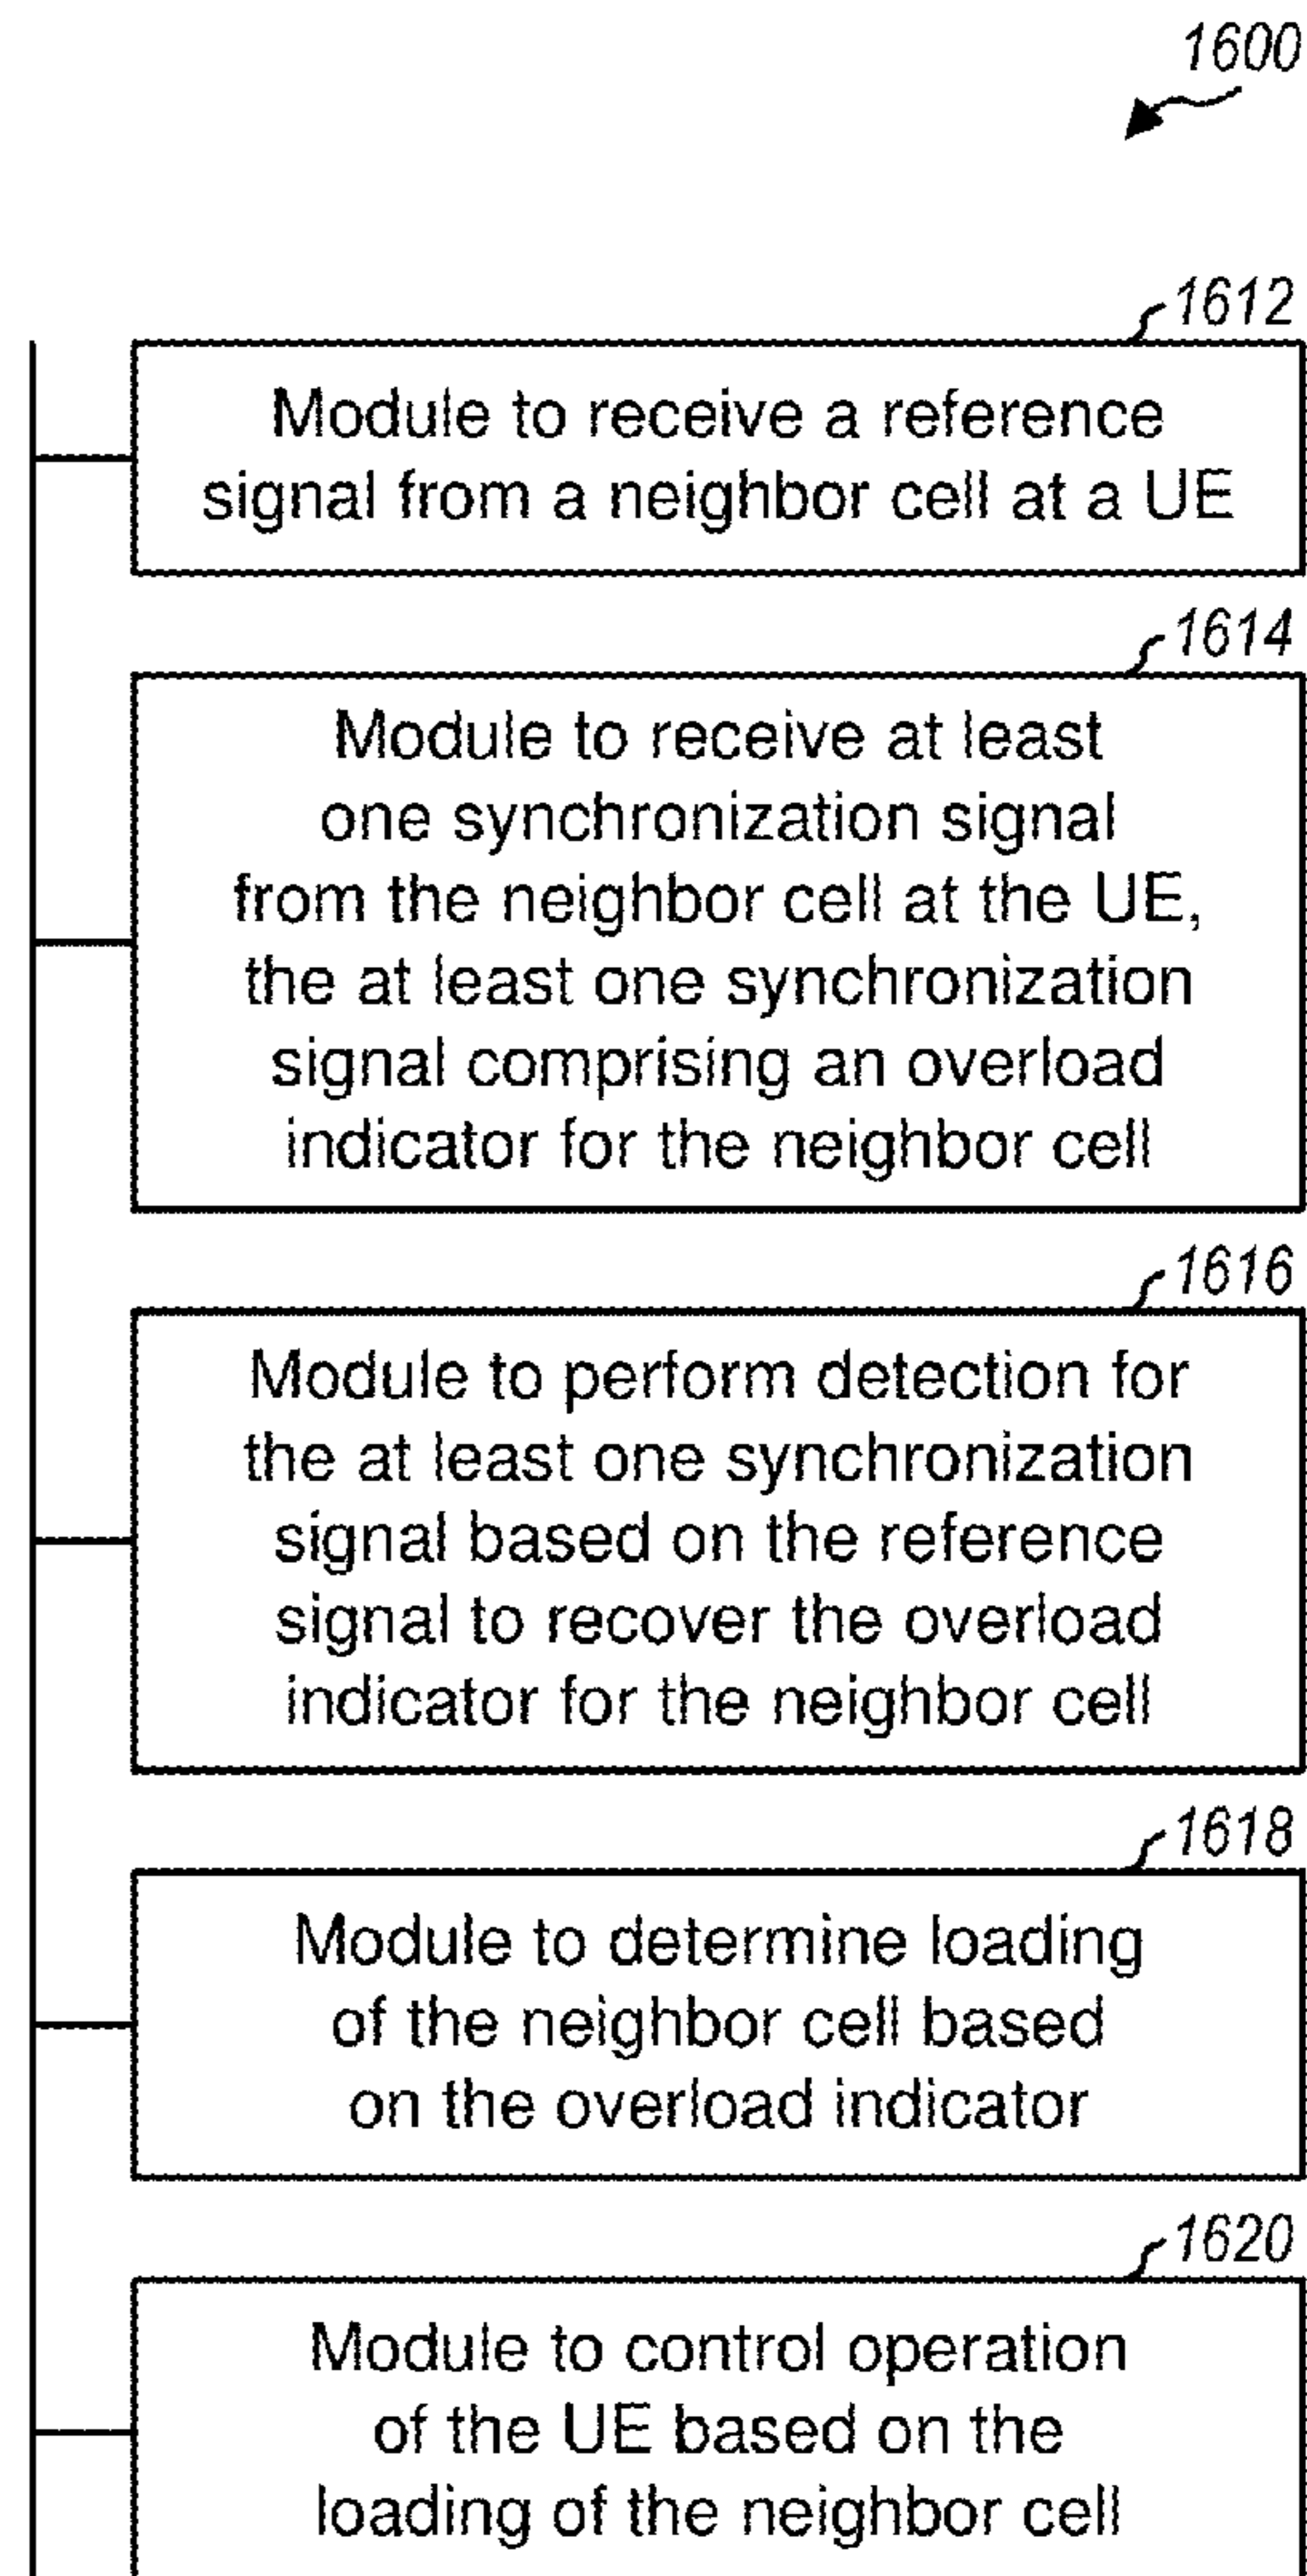 1600
1612
Module to receive a reference
signal from a neighbor cell at a UE
1614
Module to receive at least
one synchronization signal
from the neighbor cell at the UE,
the at least one synchronization
signal comprising an overload
indicator for the neighbor cell
1616
Module to perform detection for
the at least one synchronization
signal based on the reference
signal to recover the overload
indicator for the neighbor cell
1618
Module to determine loading
of the neighbor cell based
on the overload indicator
1620
Module to control operation
of the UE based on the
loading of the neighbor cell